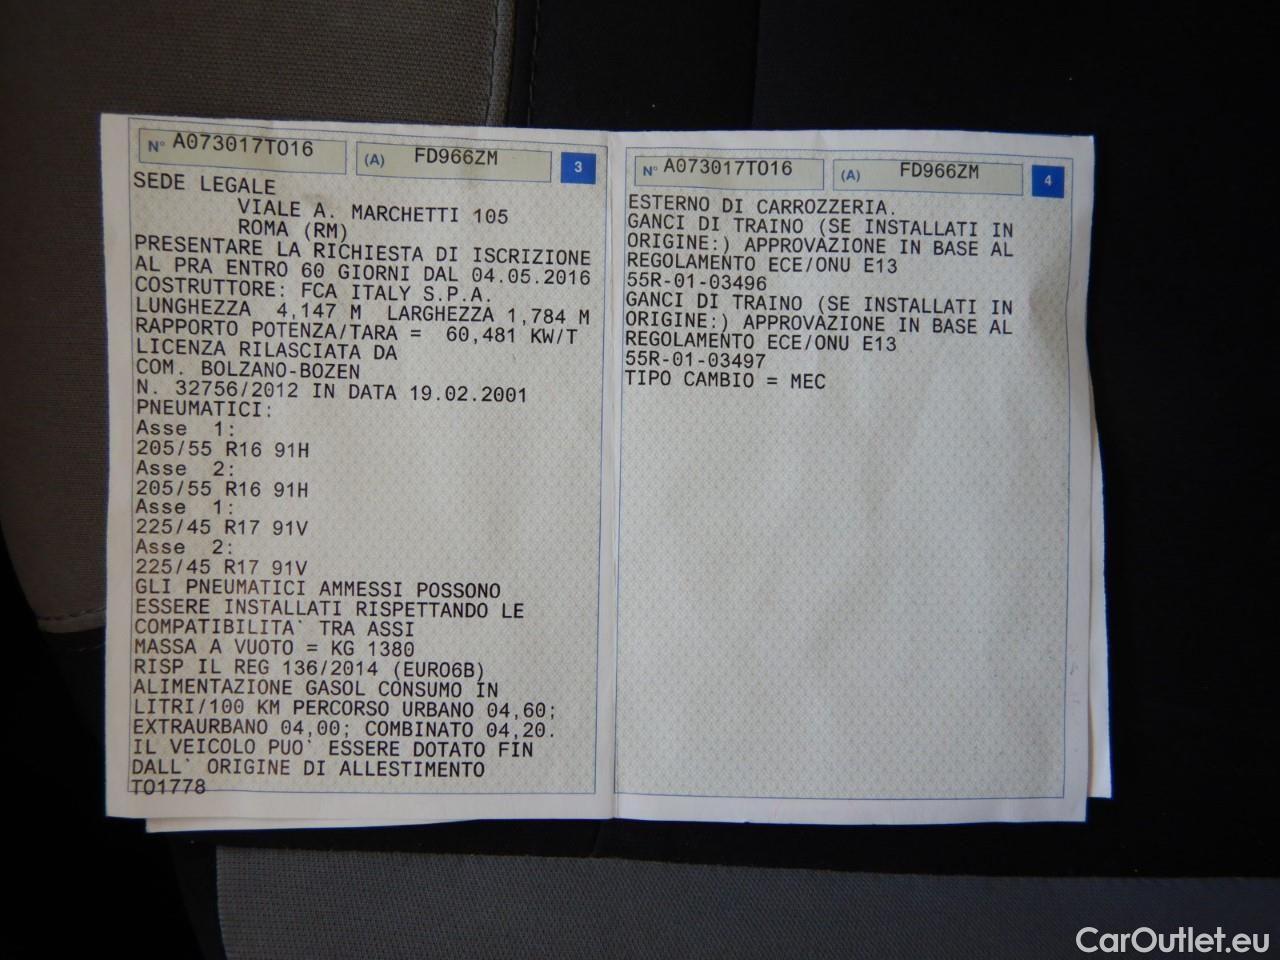 N° A073017TO16 (A) FD966ZM 3
SEDE LEGALE
VIALE A. MARCHETTI 105
ROMA (RM)
PRESENTARE LA RICHIESTA DI ISCRIZIONE
AL PRA ENTRO 60 GIORNI DAL 04.05.2016
COSTRUTTORE: FCA ITALY S.P.A.
LUNGHEZZA 4,147 M LARGHEZZA 1,784 M
RAPPORTO POTENZA/TARA = 60,481 KW/T
LICENZA RILASCIATA DA
COM. BOLZANO-BOZEN
N. 32756/2012 IN DATA 19.02.2001
PNEUMATICI:
Asse 1:
205/55 R16 91H
Asse 2:
205/55 R16 91H
Asse 1:
225/45 R17 91V
Asse 2:
225/45 R17 91V
GLI PNEUMATICI AMMESSI POSSONO
ESSERE INSTALLATI RISPETTANDO LE
COMPATIBILITA` TRA ASSI
MASSA A VUOTO = KG 1380
RISP IL REG 136/2014 (EURO6B)
ALIMENTAZIONE GASOL CONSUMO IN
LITRI/100 KM PERCORSO URBANO 04,60;
EXTRAURBANO 04,00; COMBINATO 04,20.
IL VEICOLO PUO` ESSERE DOTATO FIN
DALL` ORIGINE DI ALLESTIMENTO
TO1778
N° A073017TO16 (A) FD966ZM 4
ESTERNO DI CARROZZERIA.
GANCI DI TRAINO (SE INSTALLATI IN
ORIGINE:) APPROVAZIONE IN BASE AL
REGOLAMENTO ECE/ONU E13
55R-01-03496
GANCI DI TRAINO (SE INSTALLATI IN
ORIGINE:) APPROVAZIONE IN BASE AL
REGOLAMENTO ECE/ONU E13
55R-01-03497
TIPO CAMBIO = MEC
CarOutlet.eu